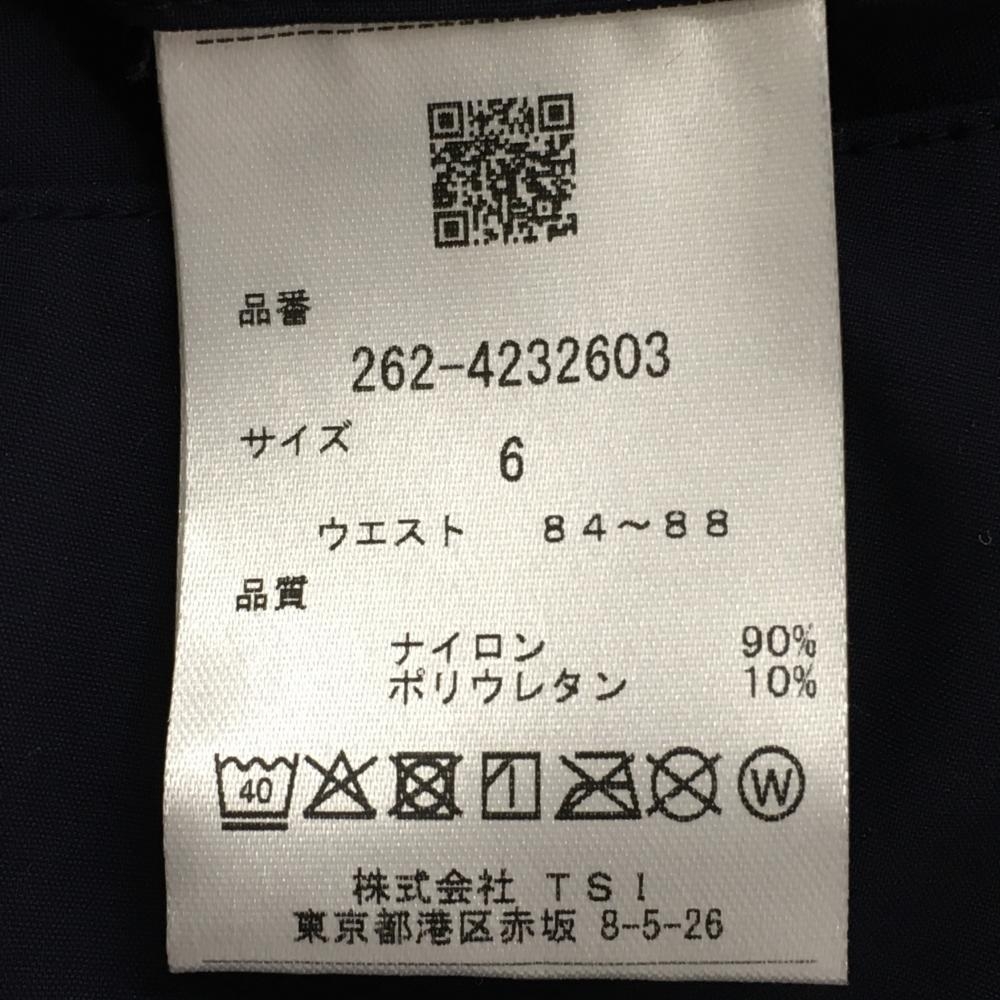 品番
262-4232603
サイズ 6
ウエスト 84～88
品質
ナイロン 90%
ポリウレタン 10%
40 W
株式会社 TSI
東京都港区赤坂 8-5-26